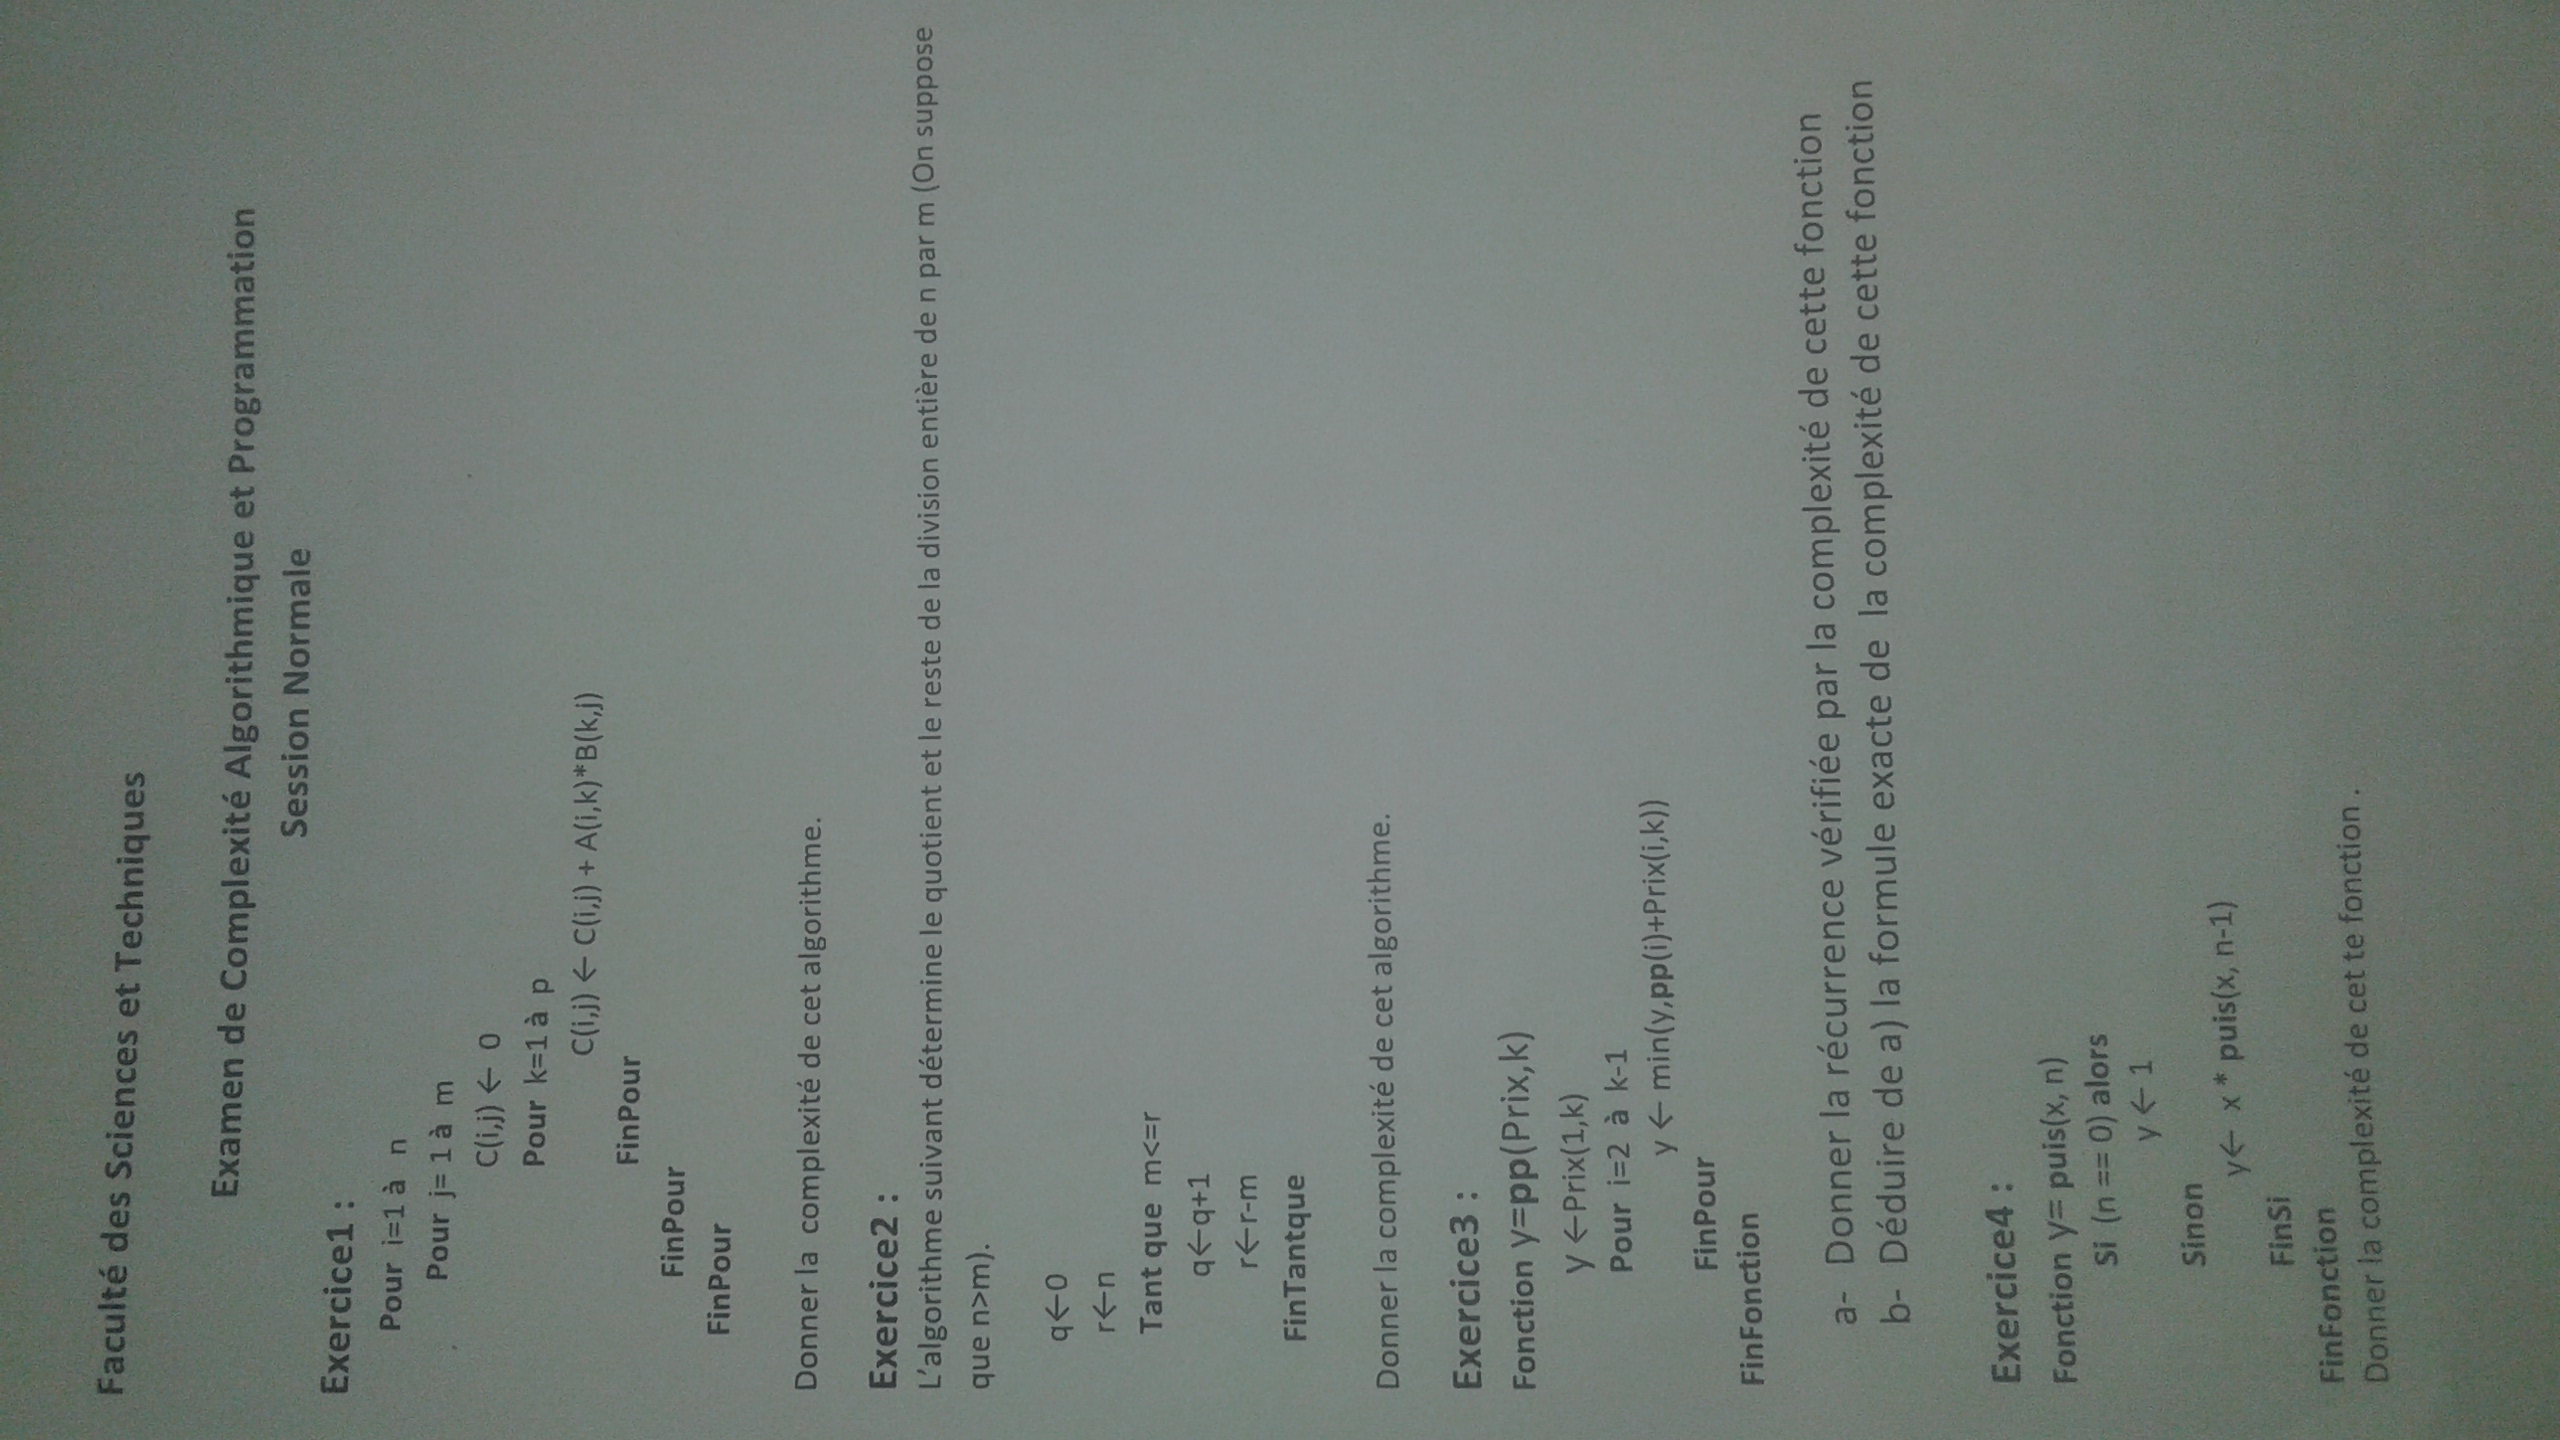 Faculté des Sciences et Techniques
Examen de Complexité Algorithmique et Programmation
Session Normale
Exercice1 :
Pour i=1 à n
Pour j= 1 à m
C(i,j) ← 0
Pour k=1 à p
C(i,j) ← C(i,j) + A(i,k)*B(k,j)
FinPour
FinPour
FinPour
Donner la complexité de cet algorithme.
Exercice2 :
L'algorithme suivant détermine le quotient et le reste de la division entière de n par m (On suppose
que n>m).
q←0
r←n
Tant que m<=r
q←q+1
r←r-m
FinTantque
Donner la complexité de cet algorithme.
Exercice3 :
Fonction y=pp(Prix,k)
y ←Prix(1,k)
Pour i=2 à k-1
y ← min(y,pp(i)+Prix(i,k))
FinPour
FinFonction
a- Donner la récurrence vérifiée par la complexité de cette fonction
b- Déduire de a) la formule exacte de la complexité de cette fonction
Exercice4 :
Fonction y= puis(x, n)
Si (n == 0) alors
y ← 1
Sinon
y← x * puis(x, n-1)
FinSi
FinFonction
Donner la complexité de cet te fonction .